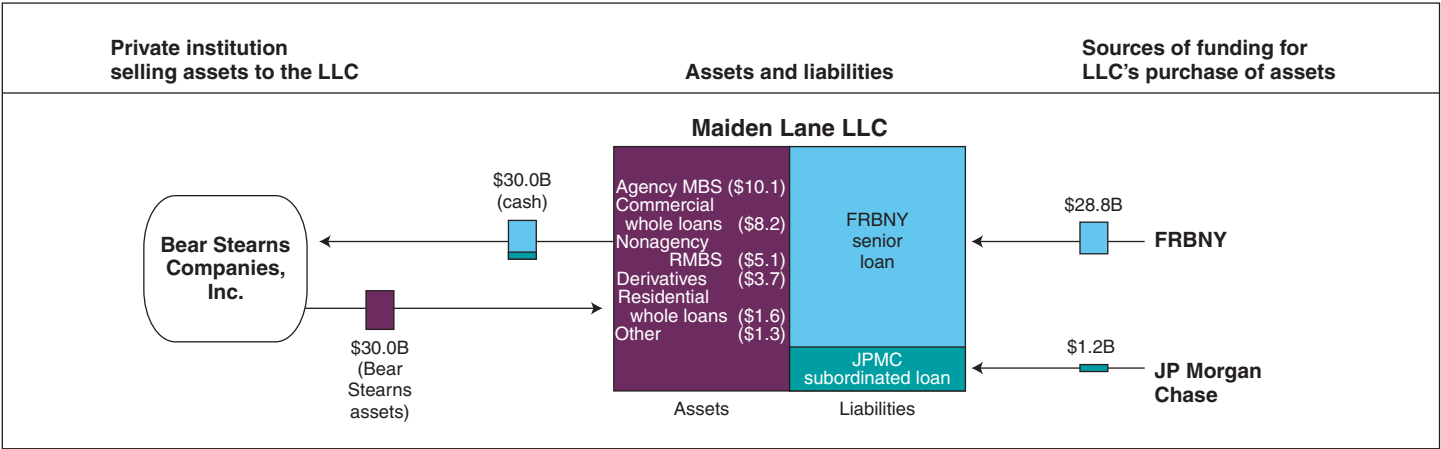 Private institution
selling assets to the LLC
Assets and liabilities
Sources of funding for
LLC's purchase of assets
Maiden Lane LLC
Bear Stearns
Companies,
Inc.
$30.0B
(cash)
$30.0B
(Bear
Stearns
assets)
Agency MBS ($10.1)
Commercial
whole loans ($8.2)
Nonagency
RMBS ($5.1)
Derivatives ($3.7)
Residential
whole loans ($1.6)
Other ($1.3)
Assets
FRBNY
senior
loan
JPMC
subordinated loan
Liabilities
$28.8B
FRBNY
$1.2B
JP Morgan
Chase